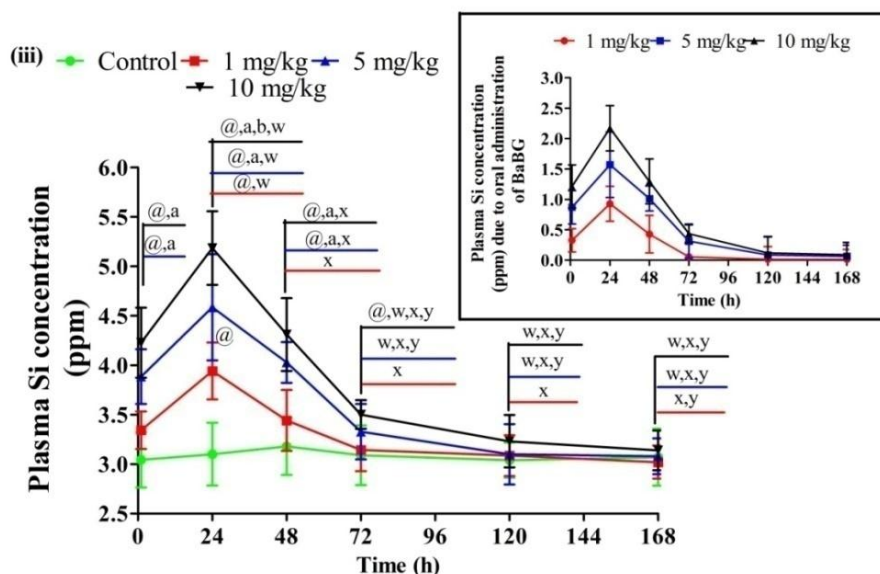 (iii) Control 1 mg/kg 5 mg/kg
10 mg/kg
@,a,b,w
@,a,w
@,w
@,a
@,a
@,a,x
@,a,x
x
@
@,w,x,y
w,x,y
x
w,x,y
w,x,y
x
w,x,y
w,x,y
x,y
Plasma Si concentration
(ppm)
6.0
5.5
5.0
4.5
4.0
3.5
3.0
2.5
0 24 48 72 96 120 144 168
Time (h)
1 mg/kg 5 mg/kg 10 mg/kg
Plasma Si concentration
(ppm) due to oral administration
of BaBG
3.0
2.5
2.0
1.5
1.0
0.5
0.0
0 24 48 72 96 120 144 168
Time (h)